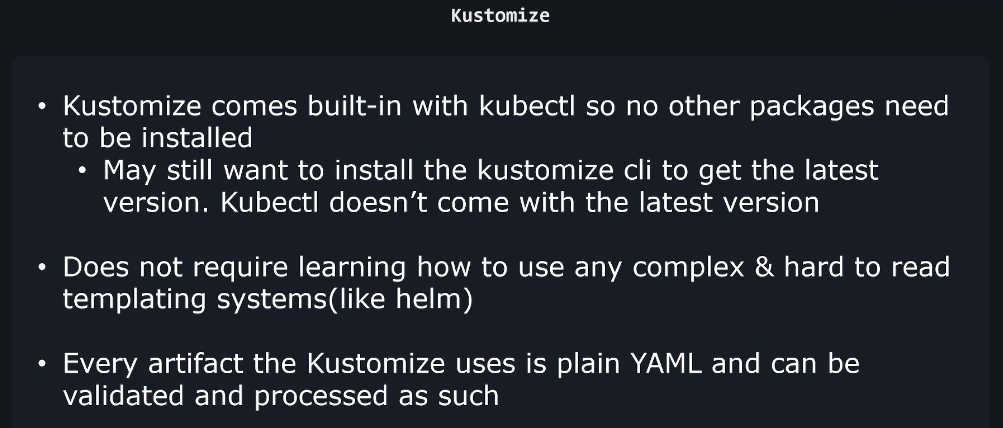 Kustomize
• Kustomize comes built-in with kubectl so no other packages need
to be installed
• May still want to install the kustomize cli to get the latest
version. Kubectl doesn’t come with the latest version
• Does not require learning how to use any complex & hard to read
templating systems(like helm)
• Every artifact the Kustomize uses is plain YAML and can be
validated and processed as such